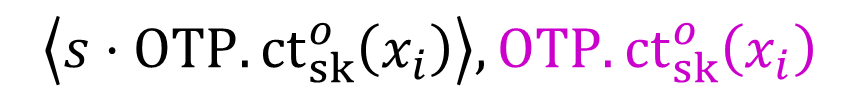 ⟨s · OTP. ct^o_sk(x_i)⟩, OTP. ct^o_sk(x_i)